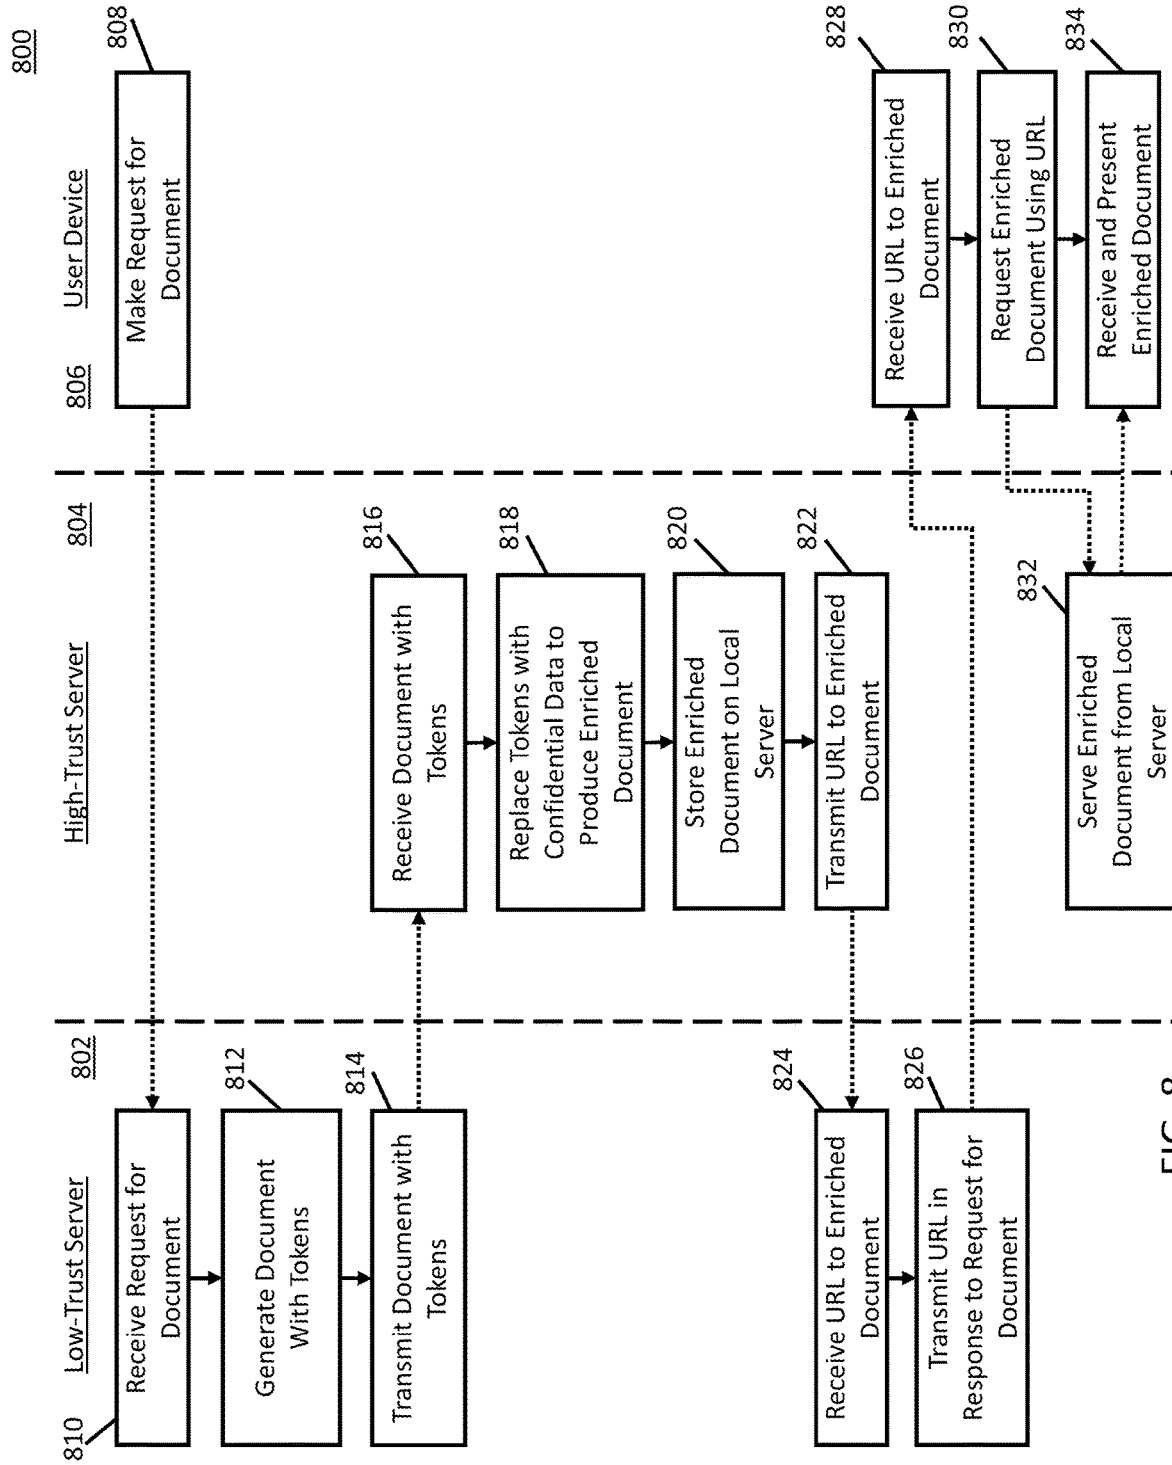 800
Low-Trust Server
802
High-Trust Server
804
806
User Device
810
Receive Request for
Document
808
Make Request for
Document
812
Generate Document
With Tokens
814
Transmit Document with
Tokens
816
Receive Document with
Tokens
818
Replace Tokens with
Confidential Data to
Produce Enriched
Document
820
Store Enriched
Document on Local
Server
822
Transmit URL to Enriched
Document
824
Receive URL to Enriched
Document
826
Transmit URL in
Response to Request for
Document
828
Receive URL to Enriched
Document
830
Request Enriched
Document Using URL
832
Serve Enriched
Document from Local
Server
834
Receive and Present
Enriched Document